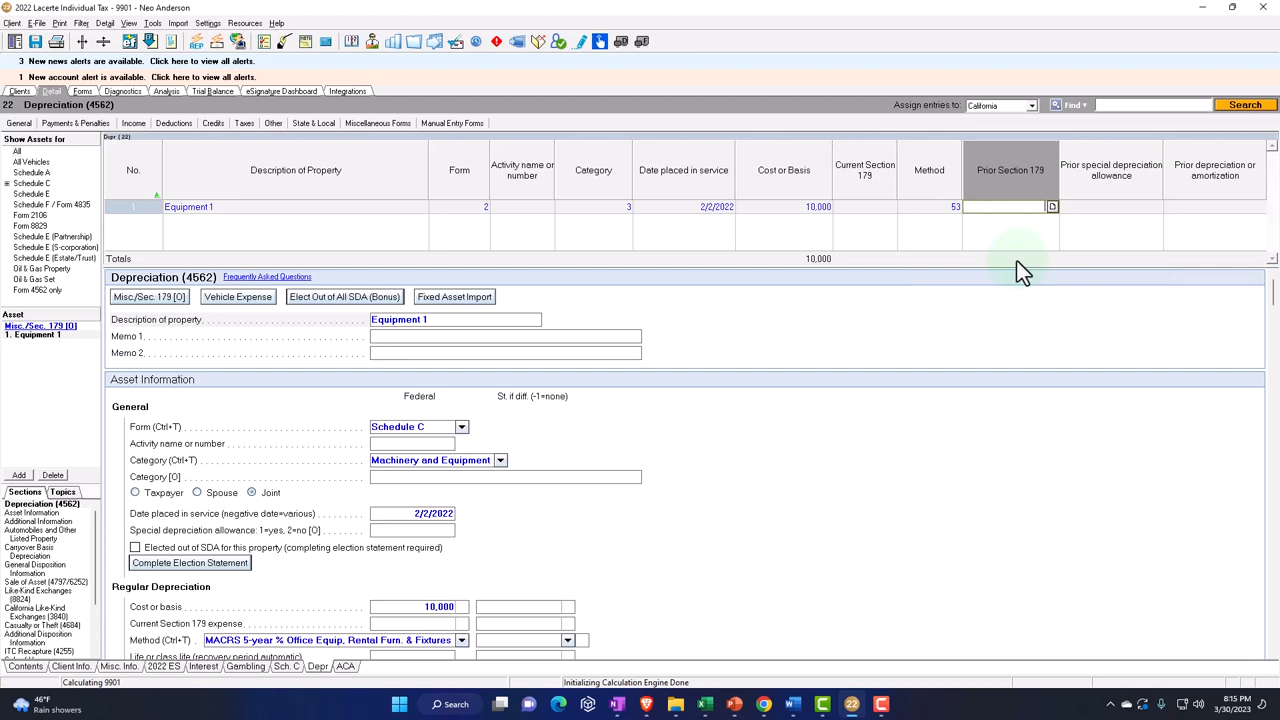 2022 Lacerte Individual Tax - 9901 - Neo Anderson
Client E-File Print Filter Detail View Tools Import Settings Resources Help
3 New news alerts are available. Click here to view all alerts.
1 New account alert is available. Click here to view all alerts.
Clients Detail Forms Diagnostics Analysis Trial Balance eSignature Dashboard Integrations
22 Depreciation (4562) Assign entries to: California Find Search
General Payments & Penalties Income Deductions Credits Taxes Other State & Local Miscellaneous Forms Manual Entry Forms
Show Assets for
All
All Vehicles
Schedule A
Schedule C
Schedule E
Schedule F / Form 4835
Form 2106
Form 8829
Schedule E (Partnership)
Schedule E (S-corporation)
Schedule E (Estate/Trust)
Oil & Gas Property
Oil & Gas Set
Form 4562 only
Asset
Misc./Sec. 179 [O]
1. Equipment 1
Add Delete
Sections Topics
Depreciation (4562)
Asset Information
Additional Information
Automobiles and Other
Listed Property
Carryover Basis
Depreciation
General Disposition
Information
Sale of Asset (4797/6252)
Like-Kind Exchanges
(8824)
California Like-Kind
Exchanges (3840)
Casualty or Theft (4684)
Additional Disposition
Information
ITC Recapture (4255)
Depr (22)
No. Description of Property Form Activity name or number Category Date placed in service Cost or Basis Current Section 179 Method Prior Section 179 Prior special depreciation allowance Prior depreciation or amortization
1 Equipment 1 2 3 2/2/2022 10,000 53
Totals 10,000
Depreciation (4562) Frequently Asked Questions
Misc./Sec. 179 [O] Vehicle Expense Elect Out of All SDA (Bonus) Fixed Asset Import
Description of property Equipment 1
Memo 1
Memo 2
Asset Information
Federal St. if diff. (-1=none)
General
Form (Ctrl+T) Schedule C
Activity name or number
Category (Ctrl+T) Machinery and Equipment
Category [O]
Taxpayer Spouse Joint
Date placed in service (negative date=various) 2/2/2022
Special depreciation allowance: 1=yes, 2=no [O]
Elected out of SDA for this property (completing election statement required)
Complete Election Statement
Regular Depreciation
Cost or basis 10,000
Current Section 179 expense
Method (Ctrl+T) MACRS 5-year % Office Equip, Rental Furn. & Fixtures
Life or class life (recovery period automatic)
Contents Client Info. Misc. Info. 2022 ES Interest Gambling Sch. C Depr ACA
Calculating 9901 Initializing Calculation Engine Done
46°F
Rain showers
Search
8:15 PM
3/30/2023